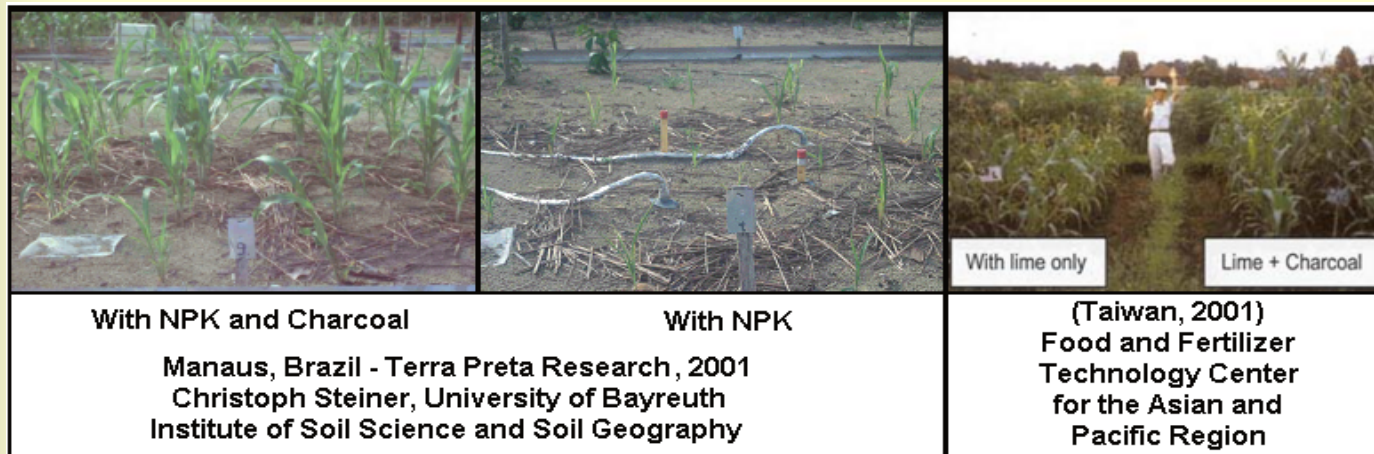 With lime only
Lime + Charcoal
With NPK and Charcoal
With NPK
Manaus, Brazil - Terra Preta Research, 2001
Christoph Steiner, University of Bayreuth
Institute of Soil Science and Soil Geography
(Taiwan, 2001)
Food and Fertilizer
Technology Center
for the Asian and
Pacific Region